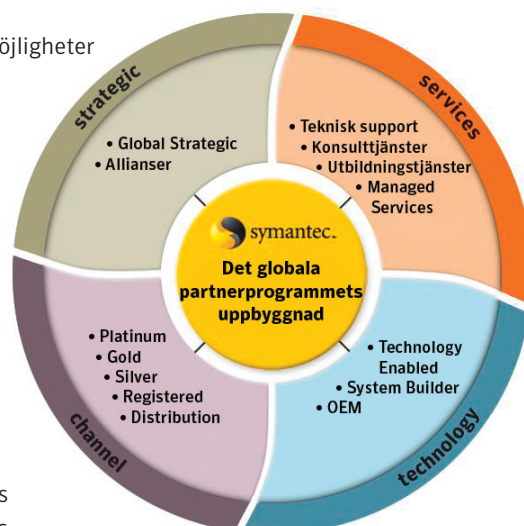 öjligheter
strategic
• Global Strategic
• Allianser
services
• Teknisk support
• Konsulttjänster
• Utbildningstjänster
• Managed
Services
symantec™
Det globala
partnerprogrammets
uppbyggnad
channel
• Platinum
• Gold
• Silver
• Registered
• Distribution
technology
• Technology
Enabled
• System Builder
• OEM
s